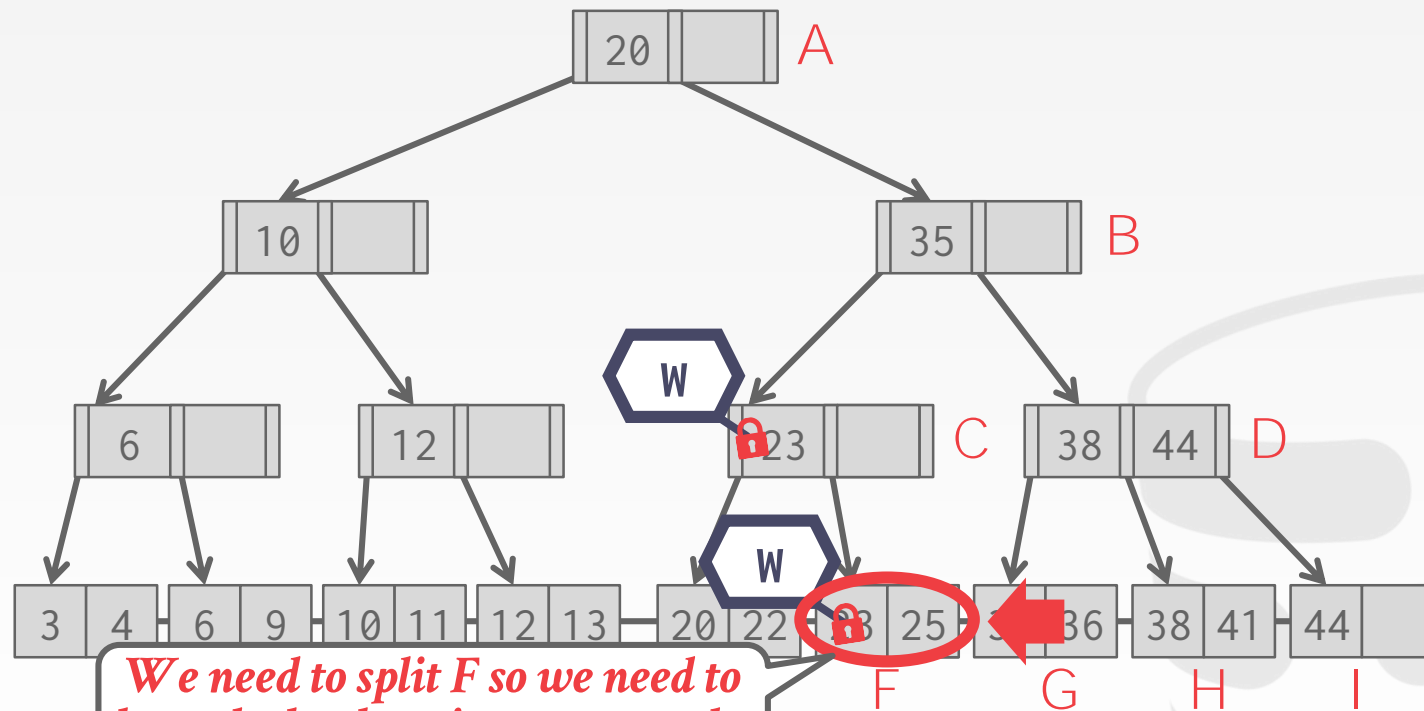 20 A
10 35 B
W
6 12 23 C 38 44 D
W
3 4 6 9 10 11 12 13 20 22 25 36 38 41 44
We need to split F so we need to
F G H I